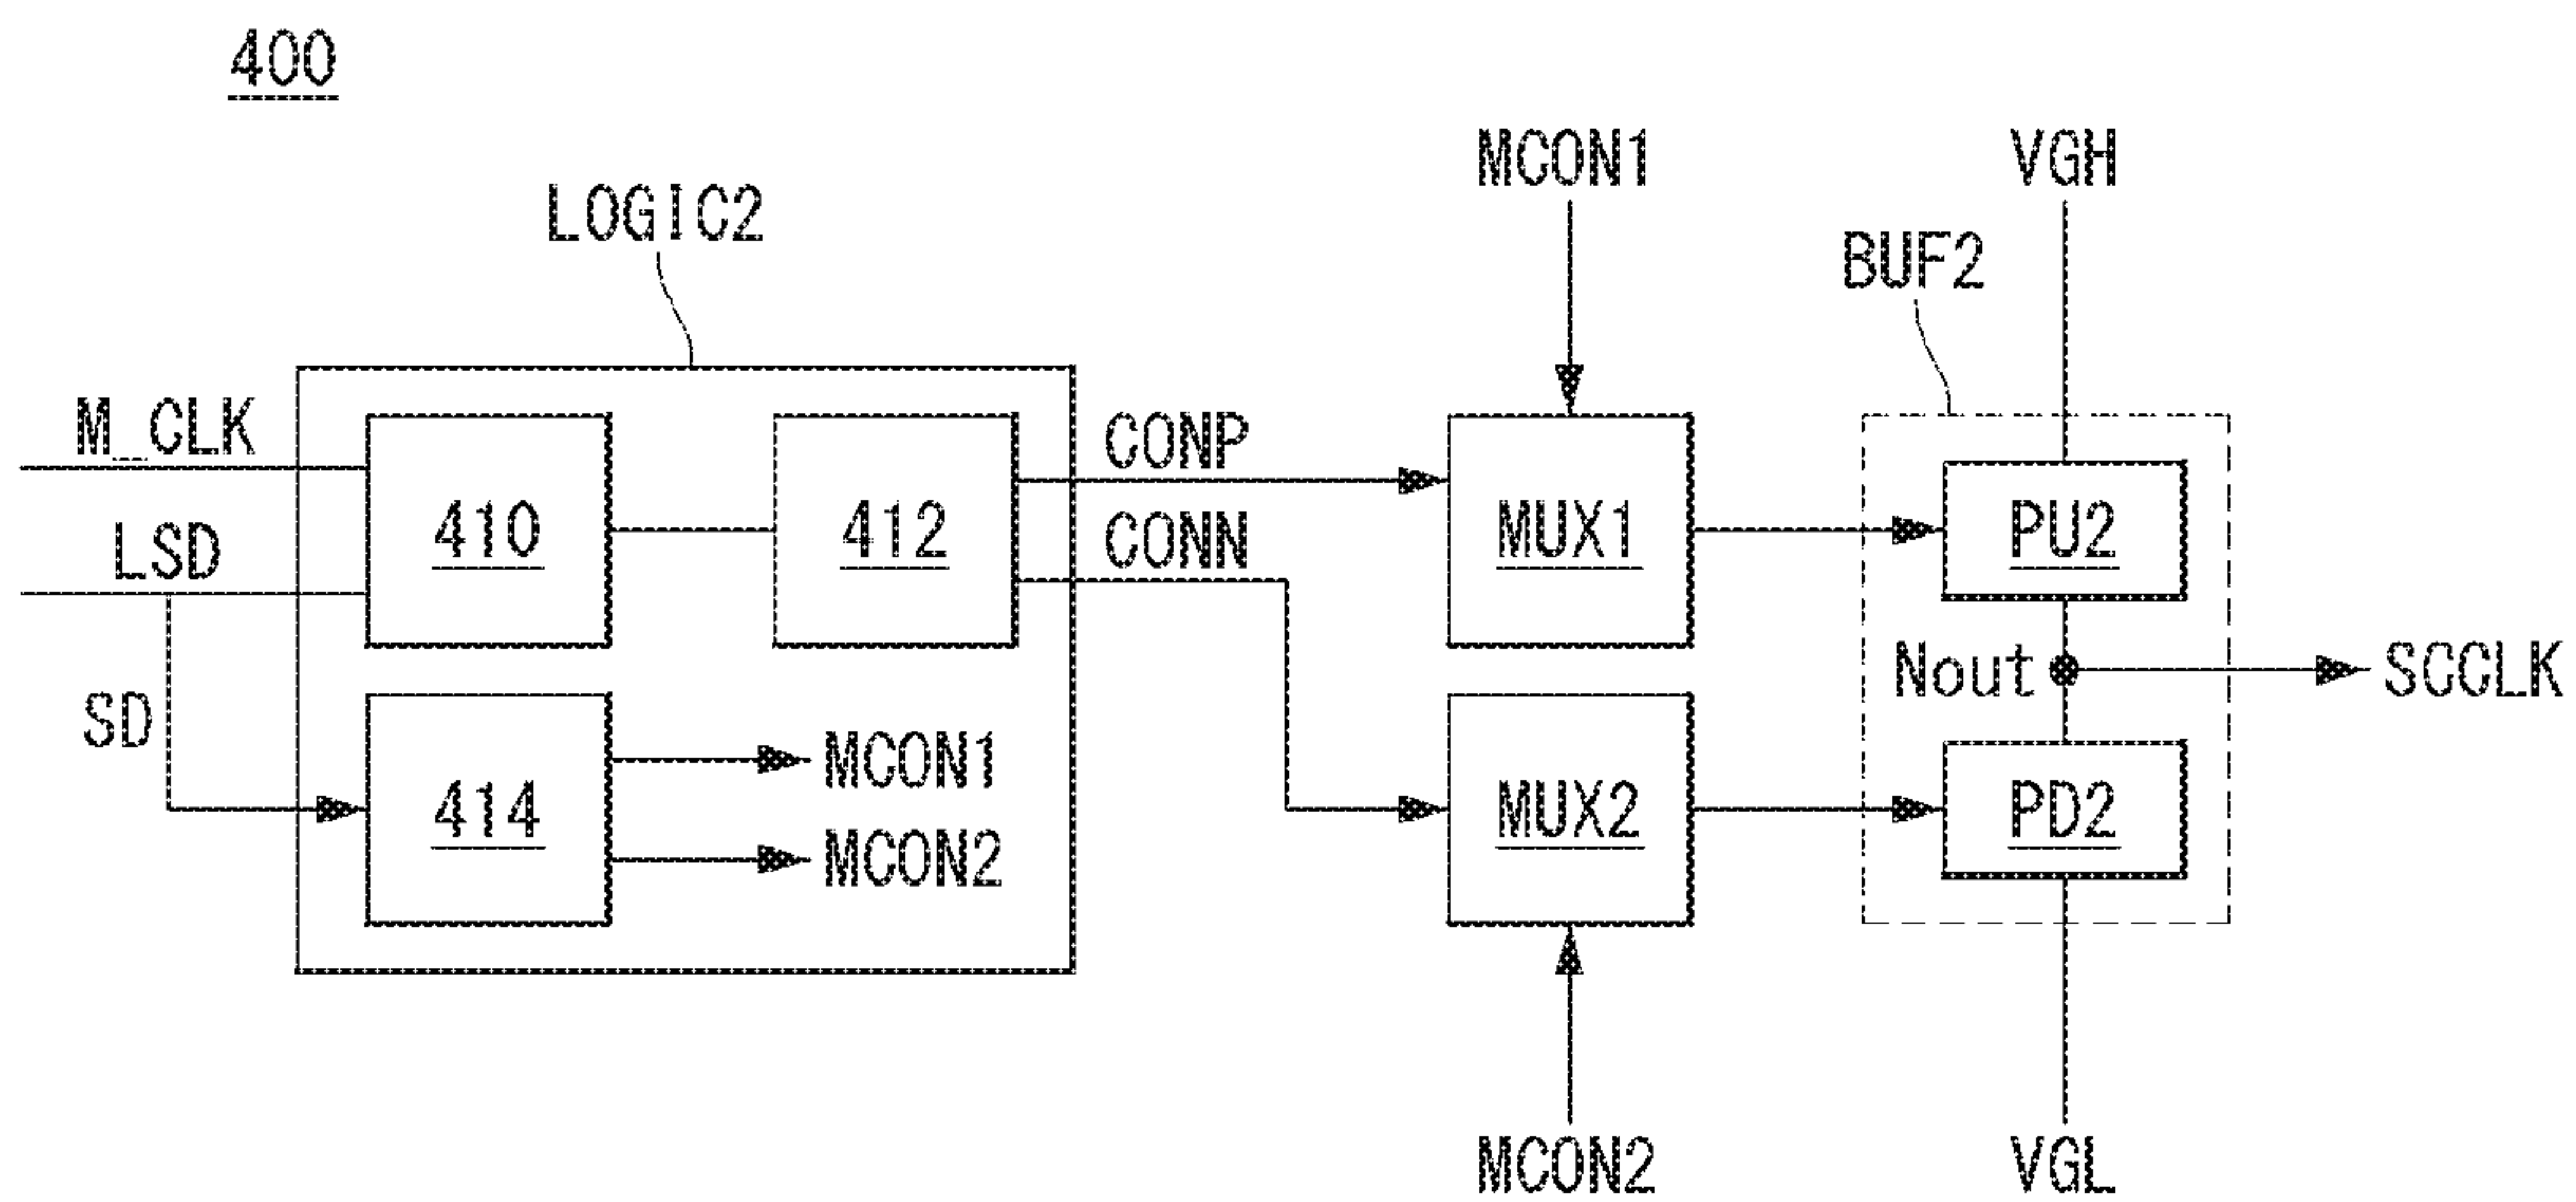 400
MCON1
VGH
LOGIC2
BUF2
M_CLK
CONP
410
412
MUX1
PU2
LSD
CONN
Nout
SCCLK
SD
MCON1
414
MUX2
PD2
MCON2
MCON2
VGL